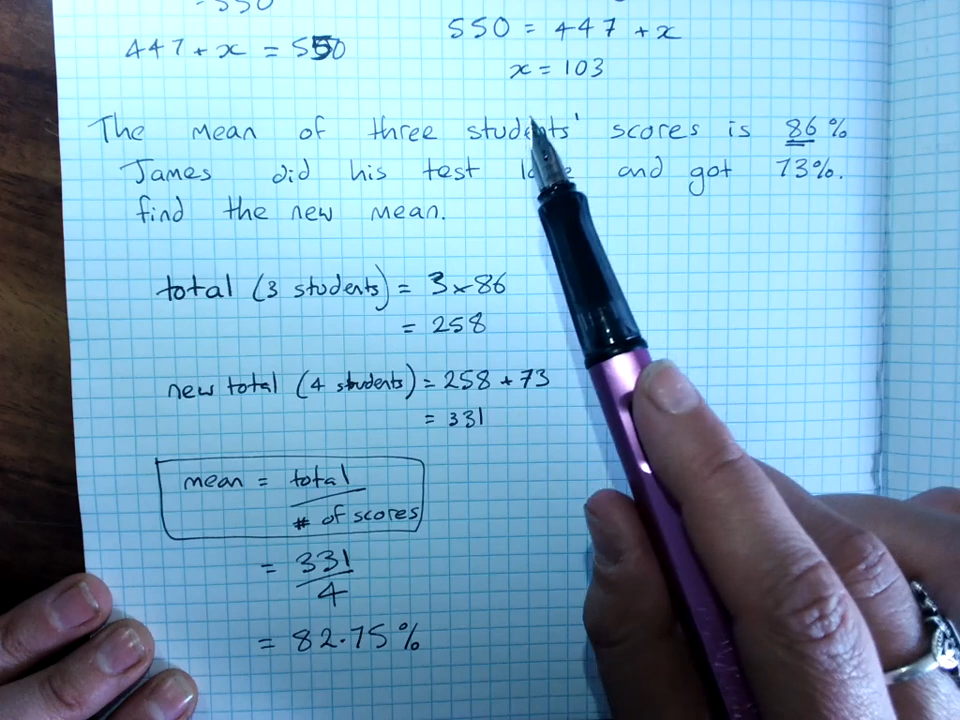 550 = 447 + x
447 + x = 550
x = 103
The mean of three students' scores is 86%
James did his test and got 73%.
find the new mean.
total (3 students) = 3 × 86
= 258
new total (4 students) = 258 + 73
= 331
mean = total
# of scores
= 331
4
= 82.75%